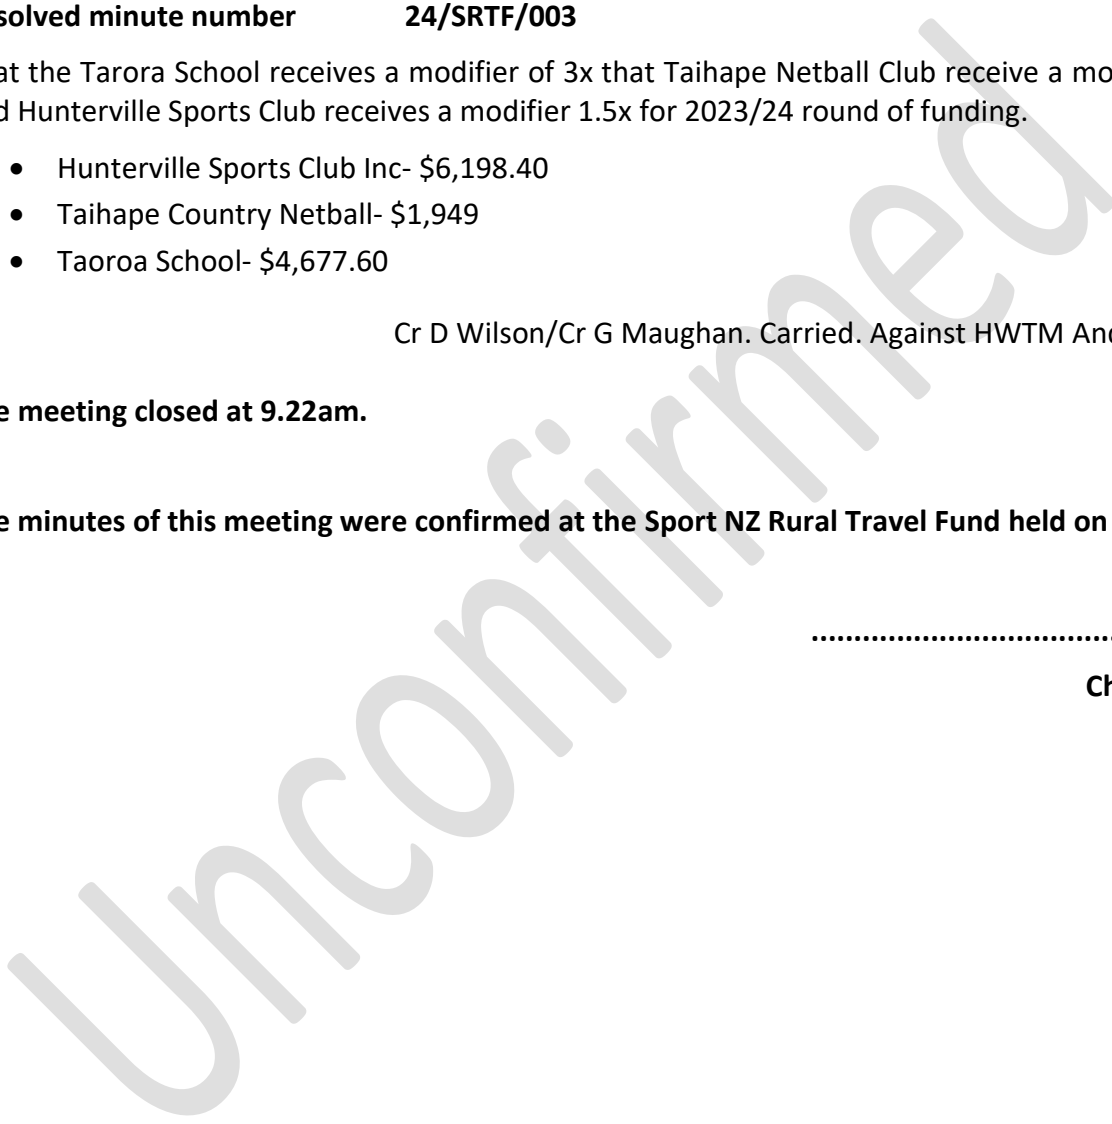 solved minute number 24/SRTF/003
at the Tarora School receives a modifier of 3x that Taihape Netball Club receive a mo
d Hunterville Sports Club receives a modifier 1.5x for 2023/24 round of funding.
• Hunterville Sports Club Inc- $6,198.40
• Taihape Country Netball- $1,949
• Taoroa School- $4,677.60
Cr D Wilson/Cr G Maughan. Carried. Against HWTM And
e meeting closed at 9.22am.
e minutes of this meeting were confirmed at the Sport NZ Rural Travel Fund held on
...................................
Ch
Unconfirmed